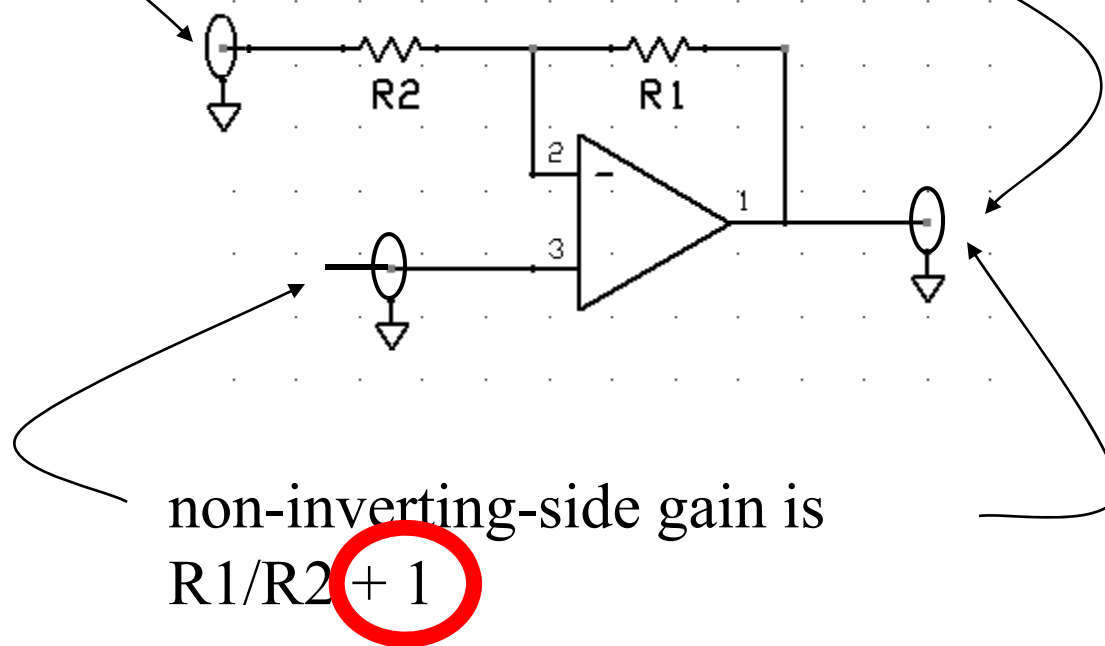 R2
R1
2
-
1
3
non-inverting-side gain is
R1/R2 + 1